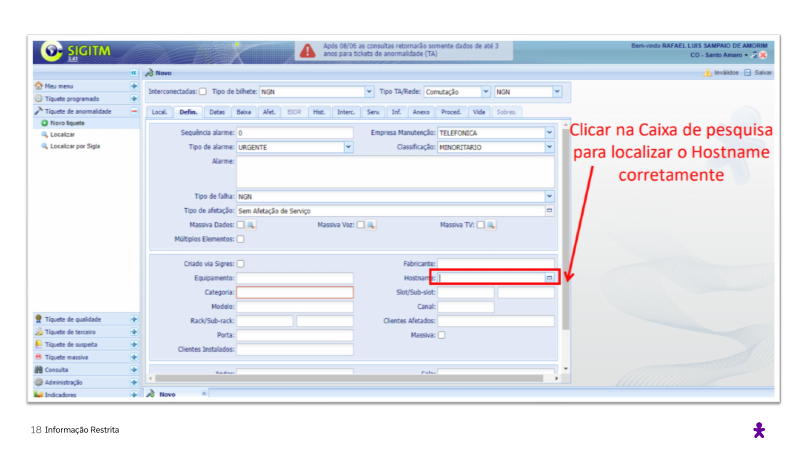 SIGITM
3.41
Após 08/06 as consultas retornarão somente dados de até 3
anos para tickets de anormalidade (TA)
Bem-vindo RAFAEL LUIS SAMPAIO DE AMORIM
CO - Santo Amaro
Novo
Inválidos Salvar
Meu menu
Tíquete programado
Tíquete de anormalidade
Novo tíquete
Localizar
Localizar por Sigla
Interconectadas: Tipo de bilhete: NGN Tipo TA/Rede: Comutação NGN
Local. Defin. Datas Baixa Afet. ESOR Hist. Interc. Serv. Inf. Anexo Proced. Vida Sobres
Sequência alarme: 0 Empresa Manutenção: TELEFONICA
Tipo de alarme: URGENTE Classificação: MINORITARIO
Alarme:
Tipo de falha: NGN
Tipo de afetação: Sem Afetação de Serviço
Massiva Dados: Massiva Voz: Massiva TV:
Múltiplos Elementos:
Criado via Sigres: Fabricante:
Equipamento: Hostname:
Categoria: Slot/Sub-slot:
Modelo: Canal:
Rack/Sub-rack: Clientes Afetados:
Porta: Massiva:
Clientes Instalados:
Clicar na Caixa de pesquisa
para localizar o Hostname
corretamente
Tíquete de qualidade
Tíquete de terceiro
Tíquete de suspeita
Tíquete massiva
Consulta
Administração
Indicadores
Novo
18 Informação Restrita